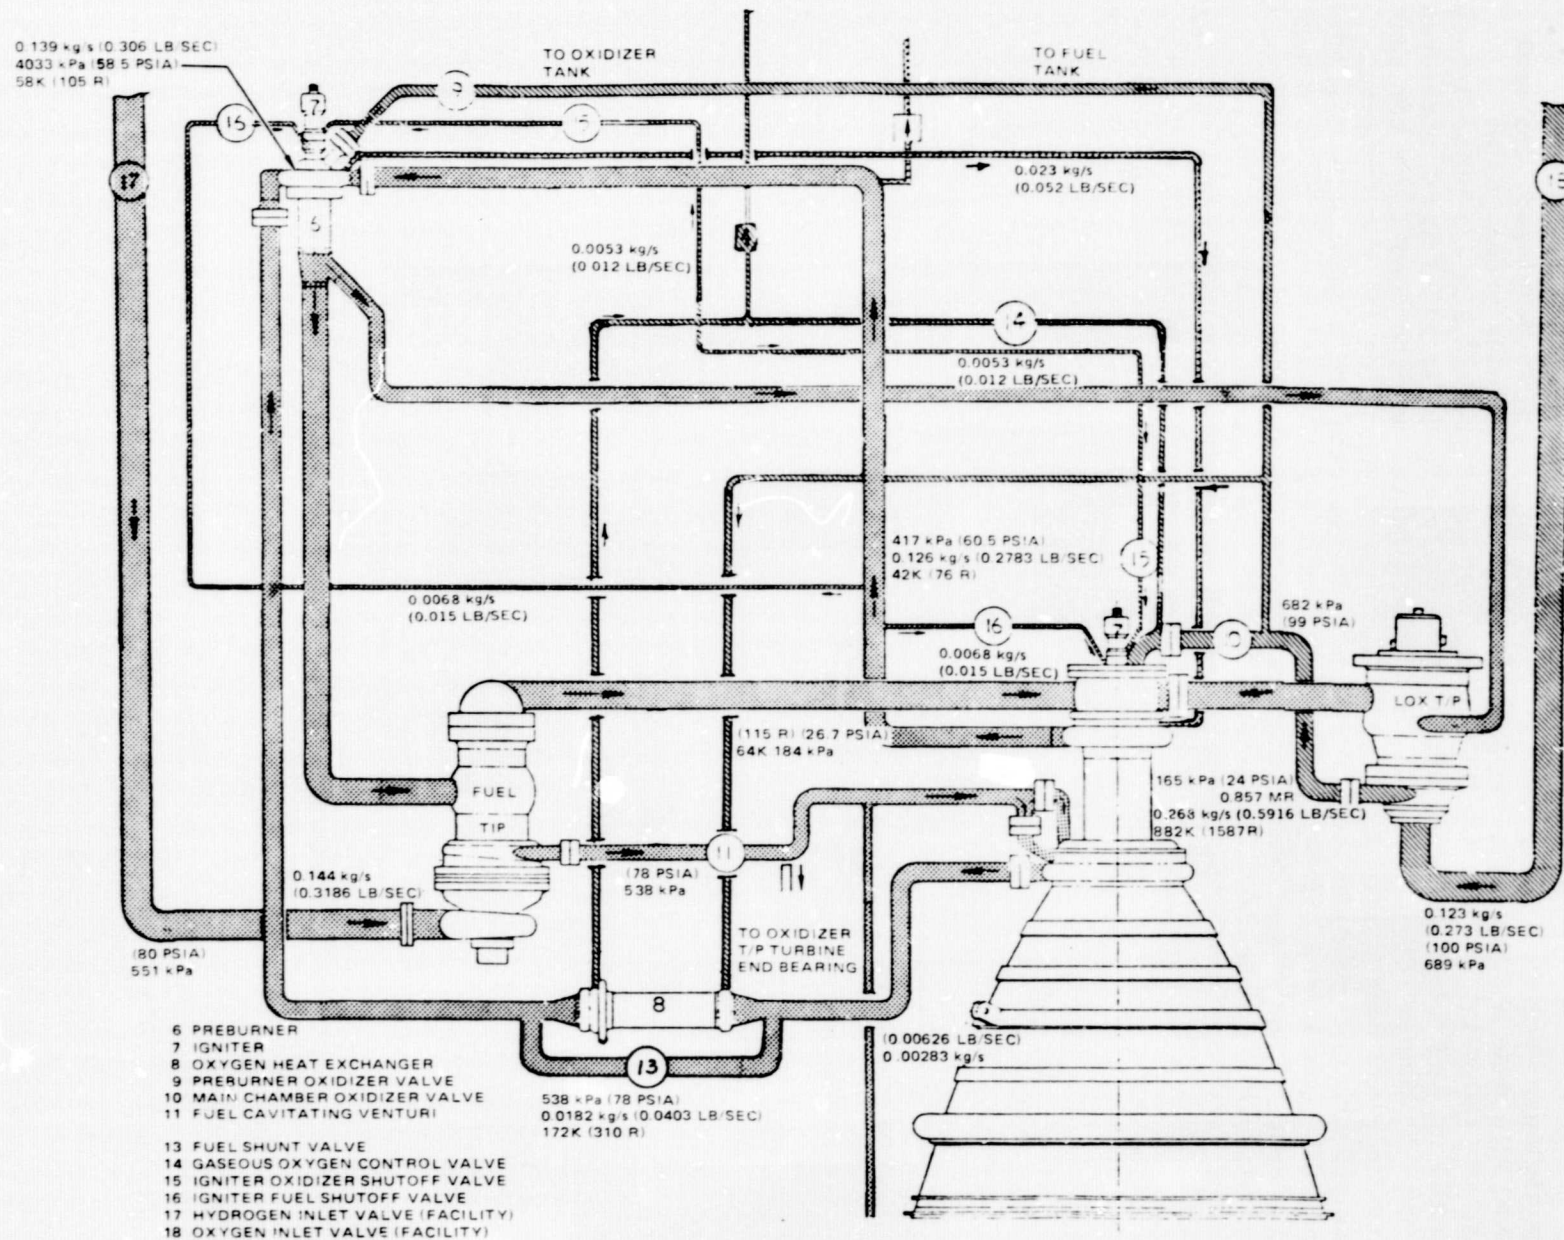 0.139 kg/s (0.306 LB/SEC)
4033 kPa (58.5 PSIA)
58K (105 R)
TO OXIDIZER
TANK
TO FUEL
TANK
7
9
16
15
17
18
6
0.023 kg/s
(0.052 LB/SEC)
0.0053 kg/s
(0.012 LB/SEC)
14
0.0053 kg/s
(0.012 LB/SEC)
417 kPa (60.5 PSIA)
0.126 kg/s (0.2783 LB/SEC)
42K (76 R)
15
0.0068 kg/s
(0.015 LB/SEC)
682 kPa
(99 PSIA)
16
7
0.0068 kg/s
(0.015 LB/SEC)
LOX T/P
(115 R) (26.7 PSIA)
64K 184 kPa
FUEL
TIP
165 kPa (24 PSIA)
0.857 MR
0.268 kg/s (0.5916 LB/SEC)
882K (1587R)
11
0.144 kg/s
(0.3186 LB/SEC)
(78 PSIA)
538 kPa
(80 PSIA)
551 kPa
TO OXIDIZER
T/P TURBINE
END BEARING
0.123 kg/s
(0.273 LB/SEC)
(100 PSIA)
689 kPa
8
(0.00626 LB/SEC)
0.00283 kg/s
13
538 kPa (78 PSIA)
0.0182 kg/s (0.0403 LB/SEC)
172K (310 R)
6 PREBURNER
7 IGNITER
8 OXYGEN HEAT EXCHANGER
9 PREBURNER OXIDIZER VALVE
10 MAIN CHAMBER OXIDIZER VALVE
11 FUEL CAVITATING VENTURI
13 FUEL SHUNT VALVE
14 GASEOUS OXYGEN CONTROL VALVE
15 IGNITER OXIDIZER SHUTOFF VALVE
16 IGNITER FUEL SHUTOFF VALVE
17 HYDROGEN INLET VALVE (FACILITY)
18 OXYGEN INLET VALVE (FACILITY)